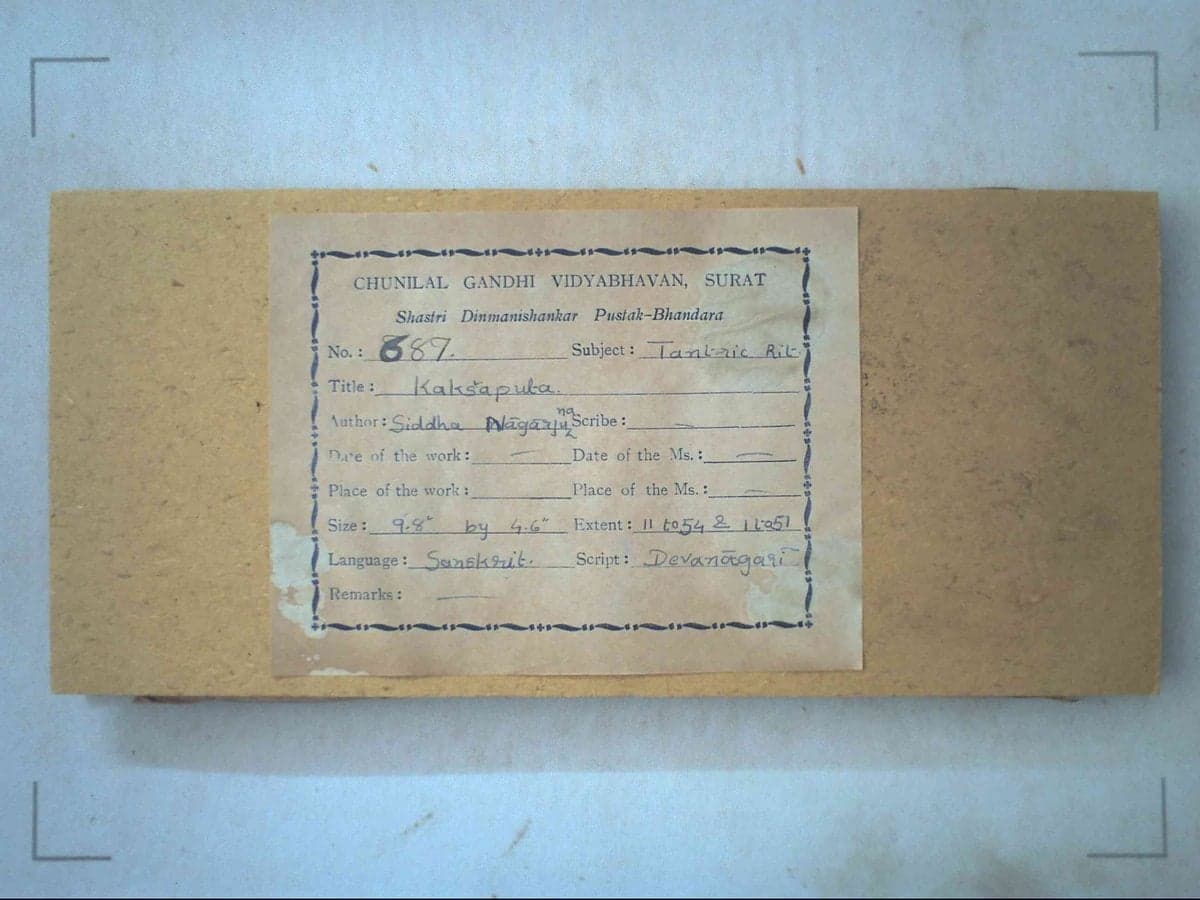 CHUNILAL GANDHI VIDYABHAVAN, SURAT
Shastri Dinmanishankar Pustak-Bhandara
No. : 687. Subject : Tantric Rit.
Title : Kakṣapuṭa.
Author : Siddha Nāgārjuna Scribe : —
Date of the work : — Date of the Ms. : —
Place of the work : Place of the Ms. : —
Size : 9.8" by 4.6" Extent : 11 to 54 & 1 to 51
Language : Sanskrit. Script : Devanāgarī
Remarks : —